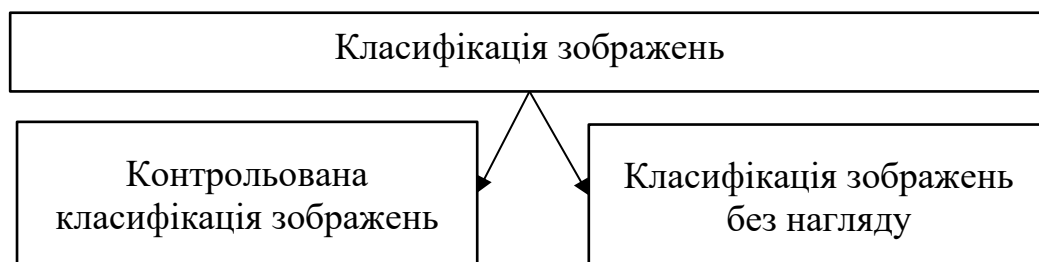 Класифікація зображень
Контрольована
класифікація зображень
Класифікація зображень
без нагляду